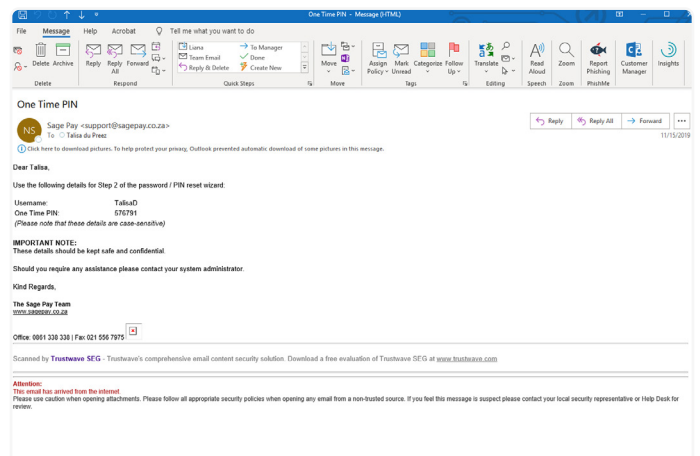 One Time PIN - Message (HTML)
File Message Help Acrobat Tell me what you want to do
Delete Archive Reply Reply All Forward
Liana
Team Email
Reply & Delete
To Manager
Done
Create New
Move
Assign Policy Mark Unread Categorize Follow Up
Translate
Read Aloud Zoom Report Phishing Customer Manager Insights
Delete Respond Quick Steps Move Tags Editing Speech Zoom PhishMe
One Time PIN
NS
Sage Pay <support@sagepay.co.za>
To Talisa du Preez
Reply Reply All Forward
11/15/2019
Click here to download pictures. To help protect your privacy, Outlook prevented automatic download of some pictures in this message.
Dear Talisa,
Use the following details for Step 2 of the password / PIN reset wizard:
Username: TalisaD
One Time PIN: 576791
(Please note that these details are case-sensitive)
IMPORTANT NOTE:
These details should be kept safe and confidential.
Should you require any assistance please contact your system administrator.
Kind Regards,
The Sage Pay Team
www.sagepay.co.za
Office: 0861 338 338 | Fax 021 556 7975
Scanned by Trustwave SEG - Trustwave's comprehensive email content security solution. Download a free evaluation of Trustwave SEG at www.trustwave.com
Attention:
This email has arrived from the internet.
Please use caution when opening attachments. Please follow all appropriate security policies when opening any email from a non-trusted source. If you feel this message is suspect please contact your local security representative or Help Desk for
review.